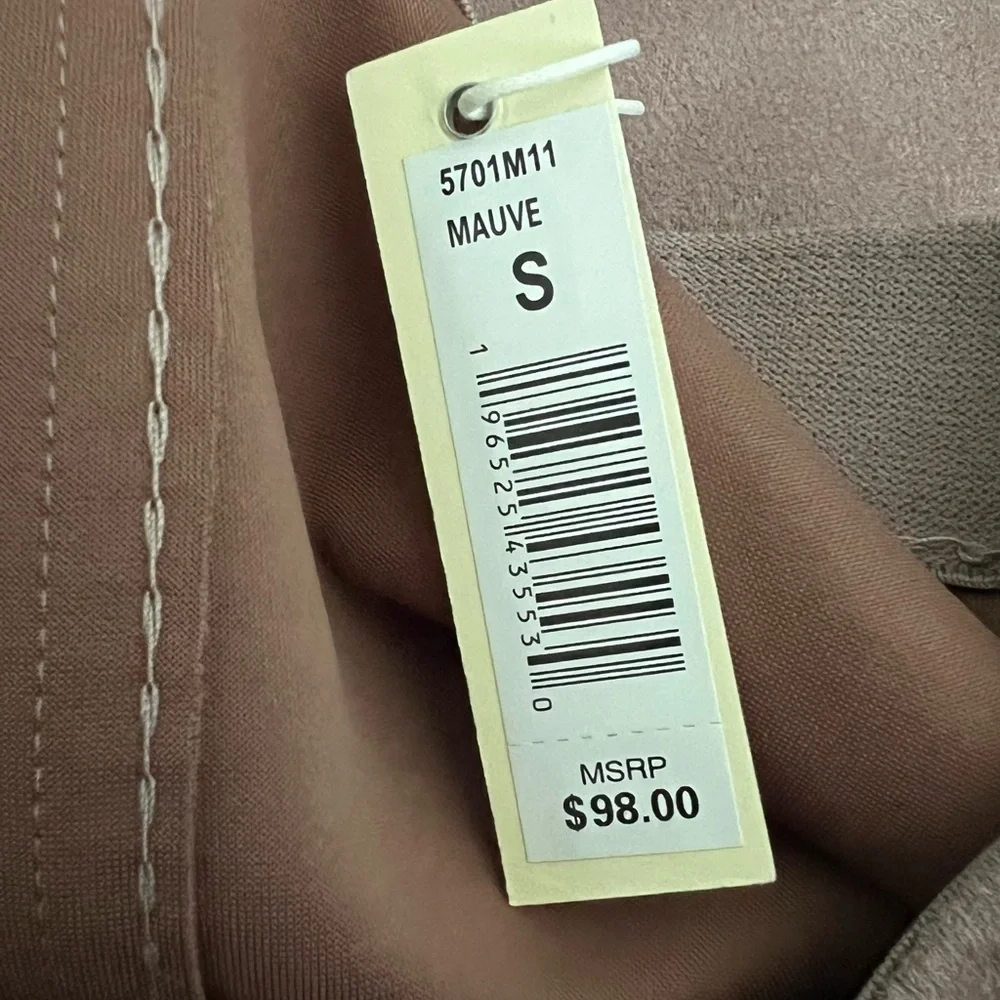 5701M11
MAUVE
S
1 96525 43553 0
MSRP
$98.00